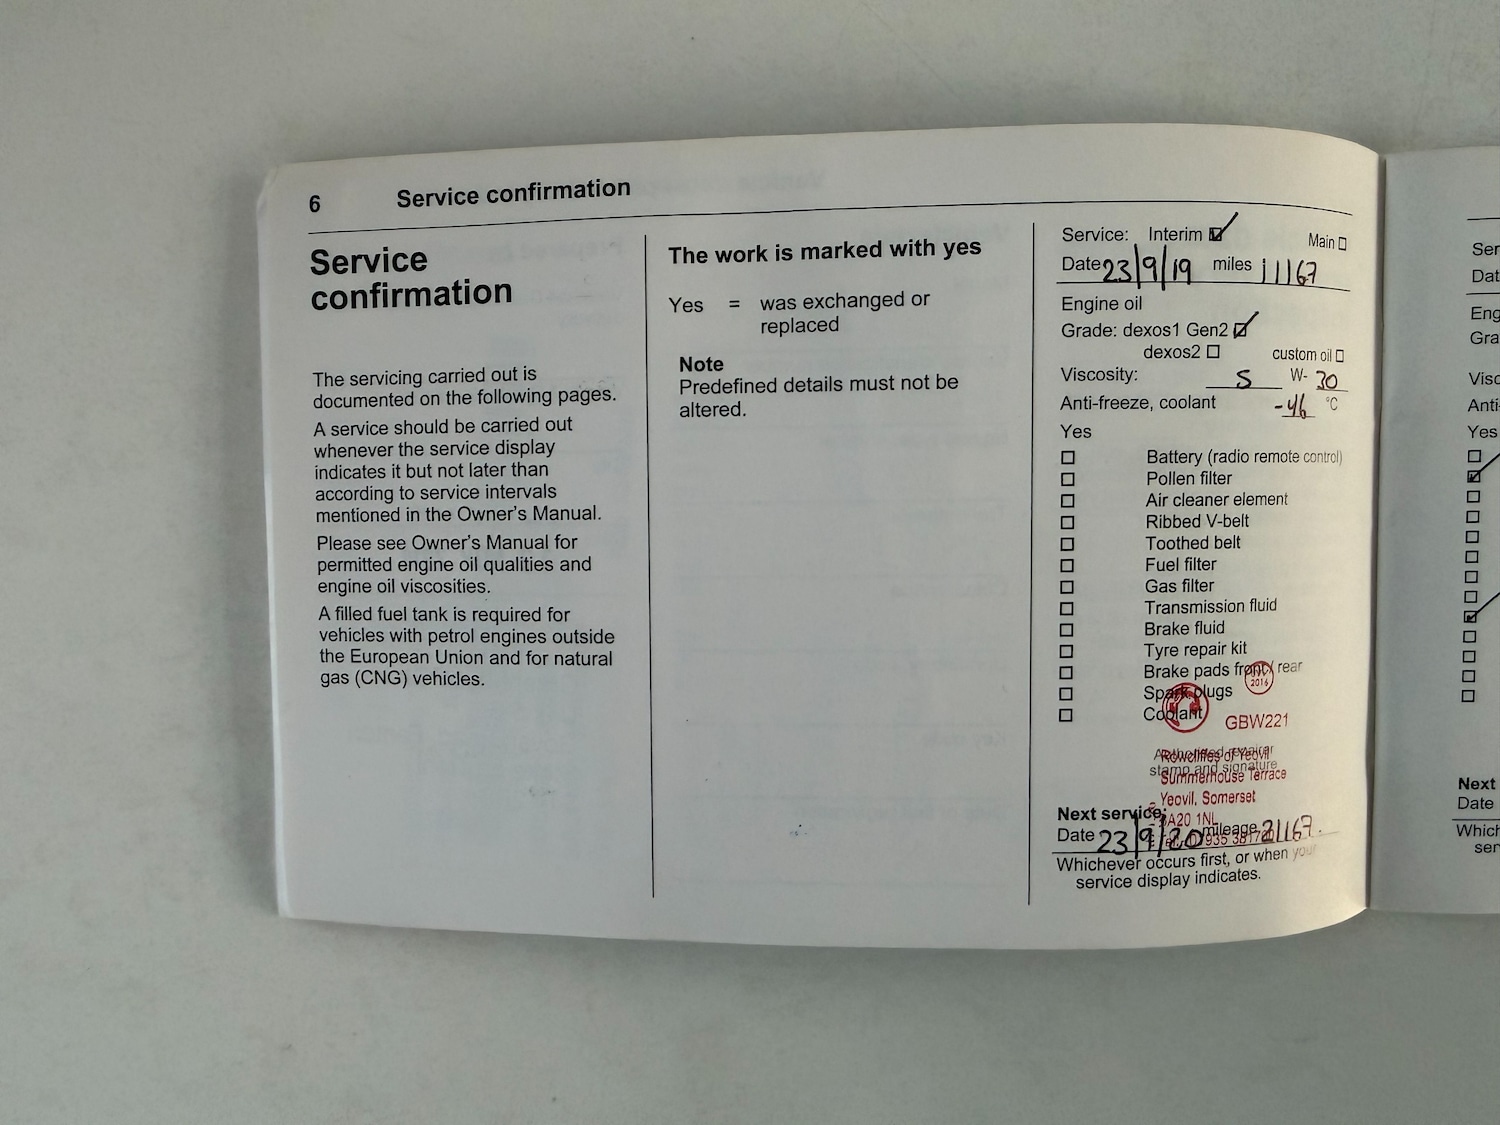 6 Service confirmation
Service
confirmation
The servicing carried out is
documented on the following pages.
A service should be carried out
whenever the service display
indicates it but not later than
according to service intervals
mentioned in the Owner's Manual.
Please see Owner's Manual for
permitted engine oil qualities and
engine oil viscosities.
A filled fuel tank is required for
vehicles with petrol engines outside
the European Union and for natural
gas (CNG) vehicles.
The work is marked with yes
Yes = was exchanged or
replaced
Note
Predefined details must not be
altered.
Service: Interim Main
Date 23/9/19 miles 11167
Engine oil
Grade: dexos1 Gen2
dexos2 custom oil
Viscosity: 5 W- 30
Anti-freeze, coolant -46 °C
Yes
Battery (radio remote control)
Pollen filter
Air cleaner element
Ribbed V-belt
Toothed belt
Fuel filter
Gas filter
Transmission fluid
Brake fluid
Tyre repair kit
Brake pads front/ rear
2016
Spark plugs
Coolant
GBW221
Authorised repairer
stamp and signature
Rowcliffes of Yeovil
Summerhouse Terrace
Yeovil, Somerset
BA20 1NL
Next service:
Date 23/9/20 mileage 21167.
Whichever occurs first, or when your
service display indicates.
Yes
Next
Date